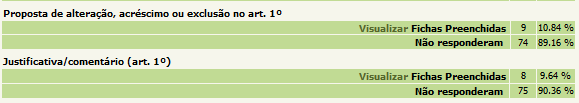 Proposta de alteração, acréscimo ou exclusão no art. 1º
Visualizar Fichas Preenchidas 9 10.84 %
Não responderam 74 89.16 %
Justificativa/comentário (art. 1º)
Visualizar Fichas Preenchidas 8 9.64 %
Não responderam 75 90.36 %